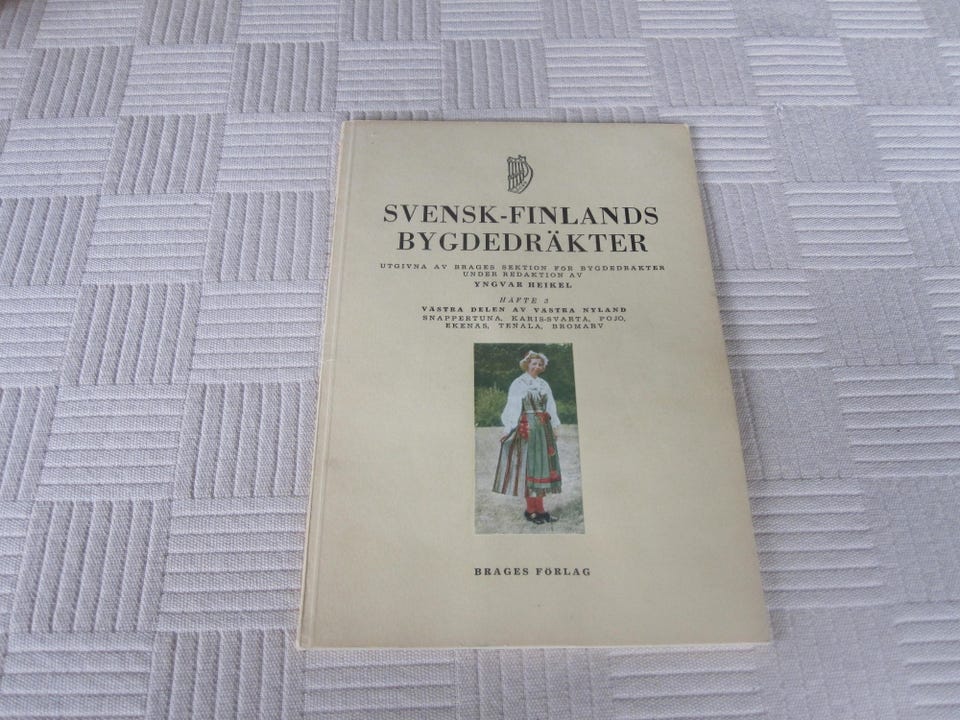 SVENSK-FINLANDS
BYGDEDRÄKTER
UTGIVNA AV BRAGES SEKTION FÖR BYGDEDRÄKTER
UNDER REDAKTION AV
YNGVAR HEIKEL
HÄFTE 3
VÄSTRA DELEN AV VÄSTRA NYLAND
SNAPPERTUNA, KARIS-SVARTÅ, POJO,
EKENÄS, TENALA, BROMARV
BRAGES FÖRLAG